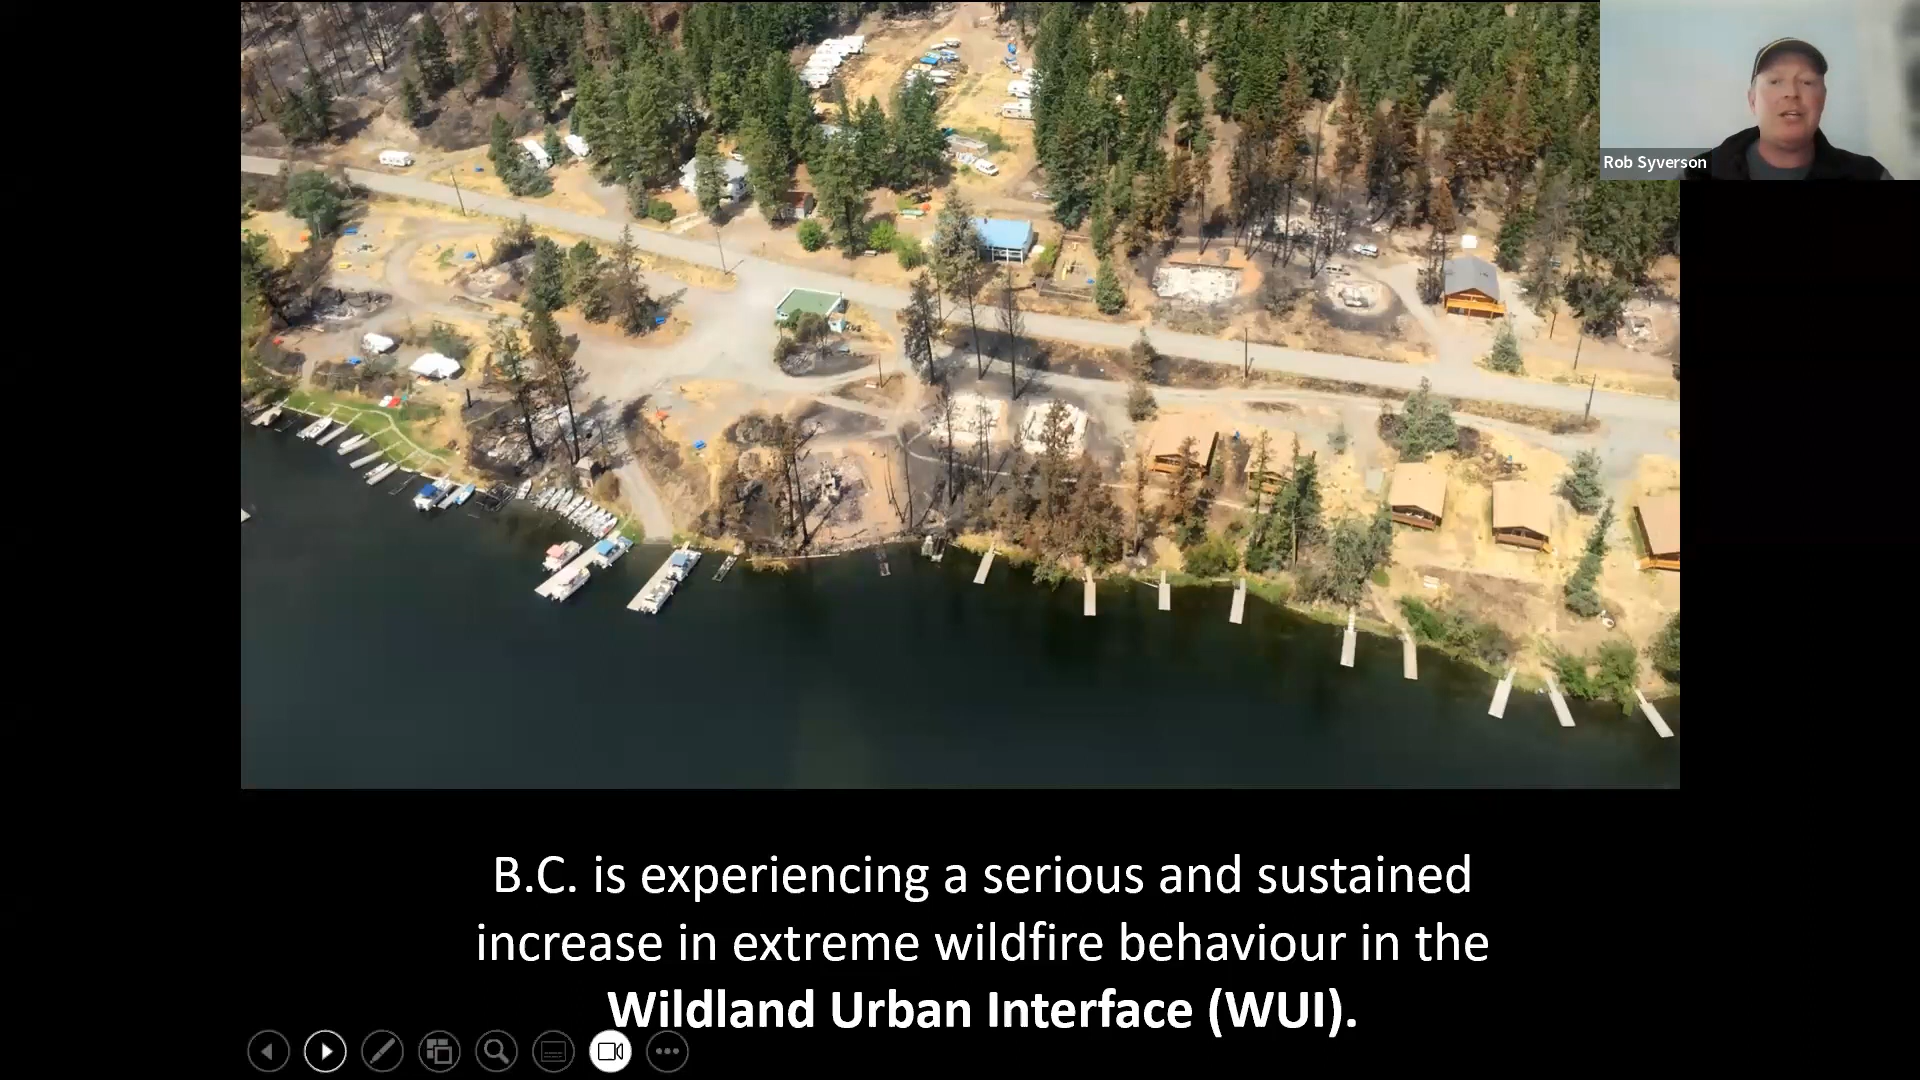 Rob Syverson
B.C. is experiencing a serious and sustained
increase in extreme wildfire behaviour in the
Wildland Urban Interface (WUI).